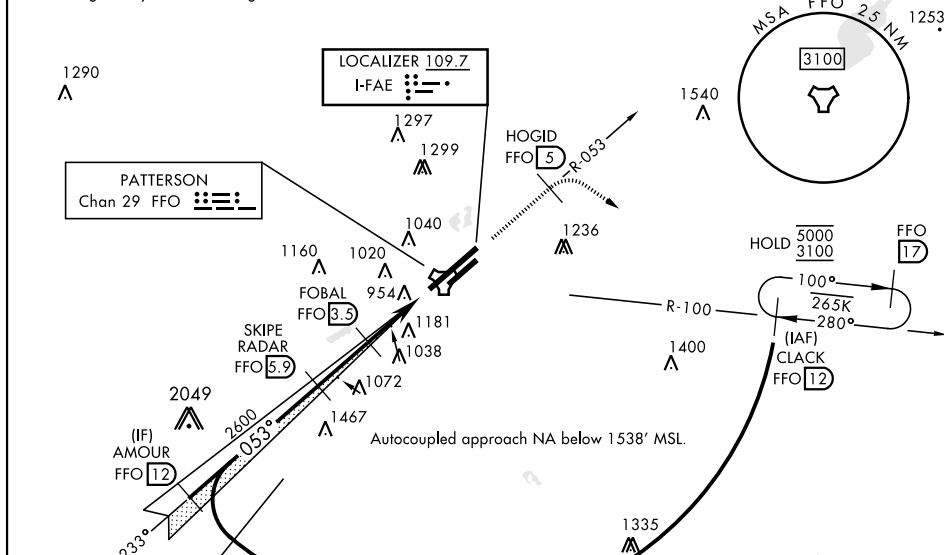 MSA FFO 25 NM
1253
3100
1290
LOCALIZER 109.7
I-FAE
1540
1297
1299
HOGID
FFO 5
R-053
PATTERSON
Chan 29 FFO
1040
1236
HOLD 5000
3100
FFO
17
1160
1020
954
100°
265K
280°
R-100
FOBAL
FFO 3.5
1181
1038
(IAF)
CLACK
FFO 12
SKIPE
RADAR
FFO 5.9
1400
1072
2049
2600
053°
1467
Autocoupled approach NA below 1538' MSL.
(IF)
AMOUR
FFO 12
233°
1335